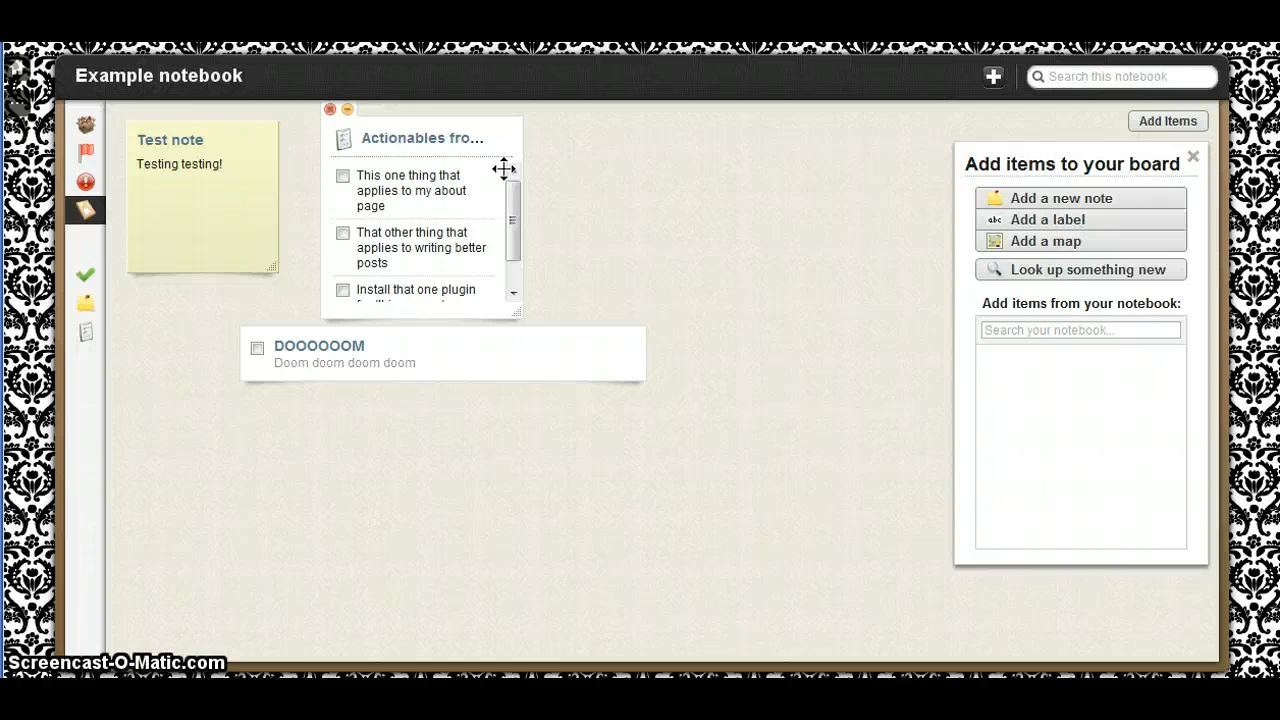 Example notebook
Search this notebook
Add Items
Test note
Testing testing!
Actionables fro...
This one thing that
applies to my about
page
That other thing that
applies to writing better
posts
Install that one plugin
DOOOOOOM
Doom doom doom doom
Add items to your board
Add a new note
abc Add a label
Add a map
Look up something new
Add items from your notebook:
Search your notebook...
Screencast-O-Matic.com